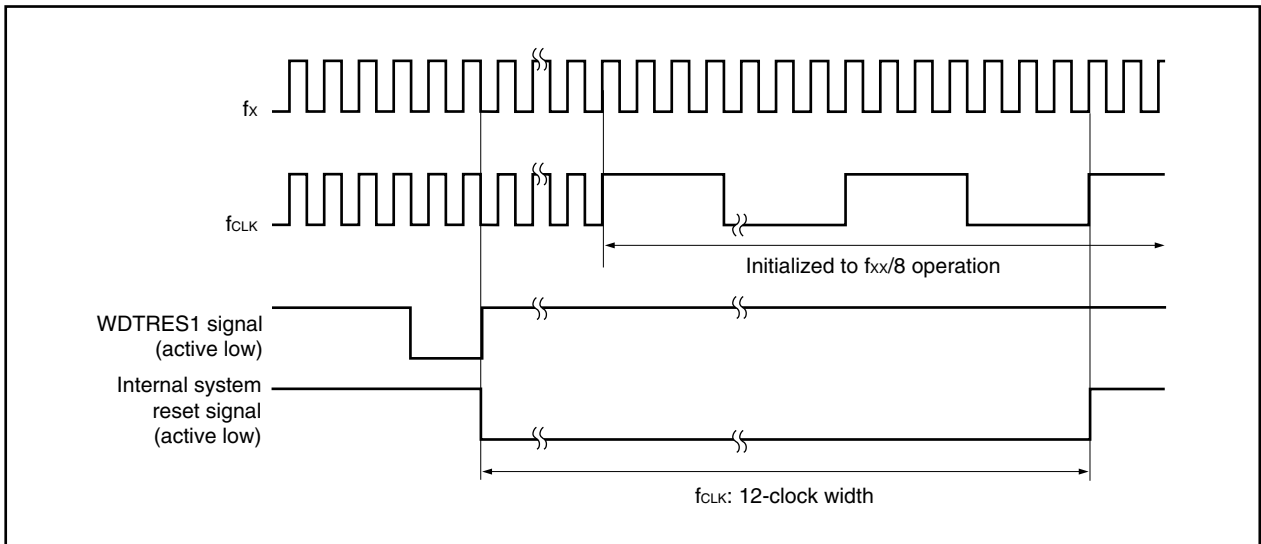 fX
fCLK
Initialized to fXX/8 operation
WDTRES1 signal
(active low)
Internal system
reset signal
(active low)
fCLK: 12-clock width